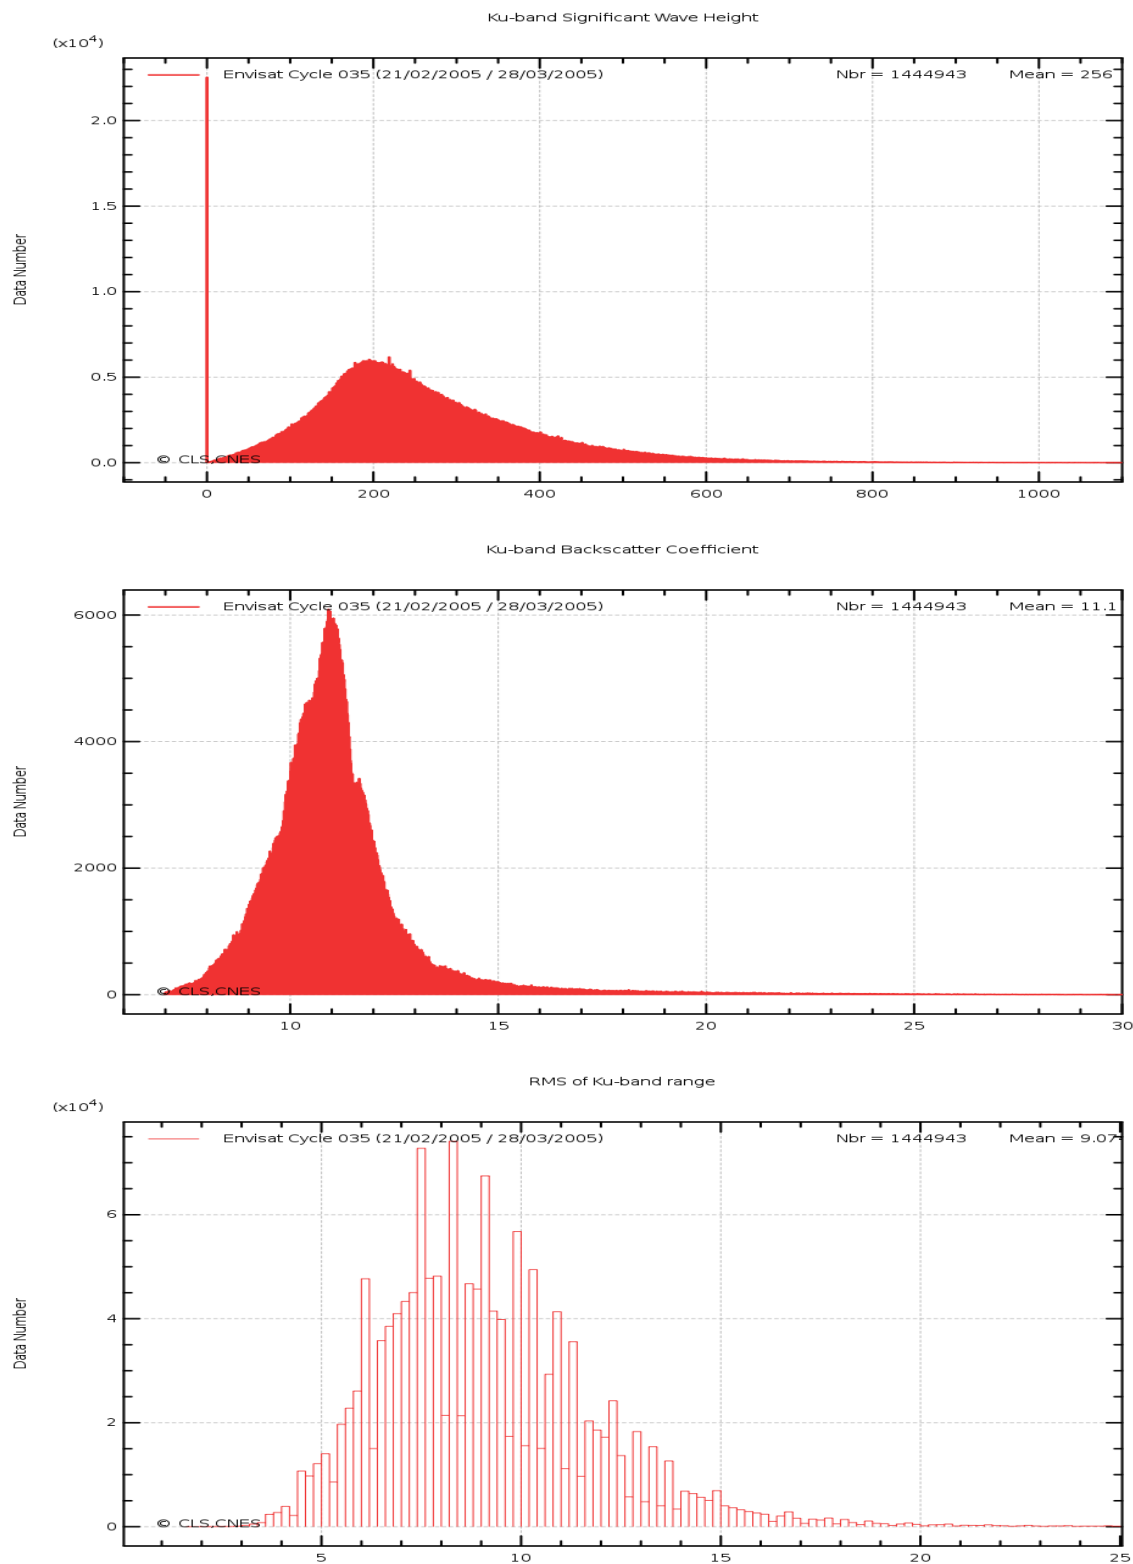 Ku-band Significant Wave Height
(x10⁴)
Envisat Cycle 035 (21/02/2005 / 28/03/2005) Nbr = 1444943 Mean = 256
2.0
1.5
1.0
0.5
0.0
Data Number
© CLS,CNES
0 200 400 600 800 1000
Ku-band Backscatter Coefficient
Envisat Cycle 035 (21/02/2005 / 28/03/2005) Nbr = 1444943 Mean = 11.1
6000
4000
2000
0
Data Number
© CLS,CNES
10 15 20 25 30
RMS of Ku-band range
(x10⁴)
Envisat Cycle 035 (21/02/2005 / 28/03/2005) Nbr = 1444943 Mean = 9.07
6
4
2
0
Data Number
© CLS,CNES
5 10 15 20 25